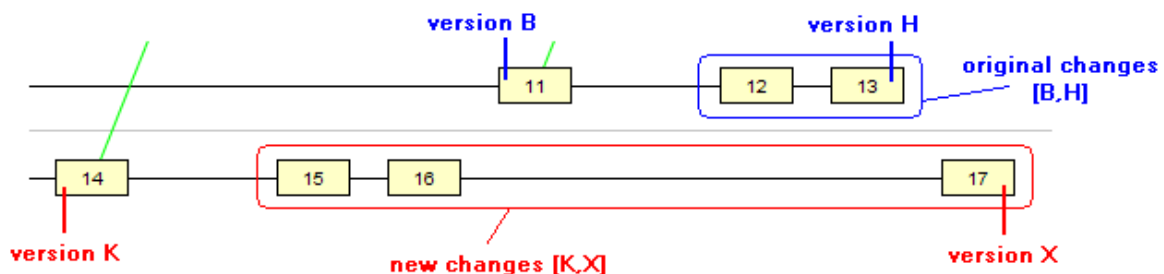 version B
version H
11
12
13
original changes
[B,H]
14
15
16
17
version K
new changes [K,X]
version X